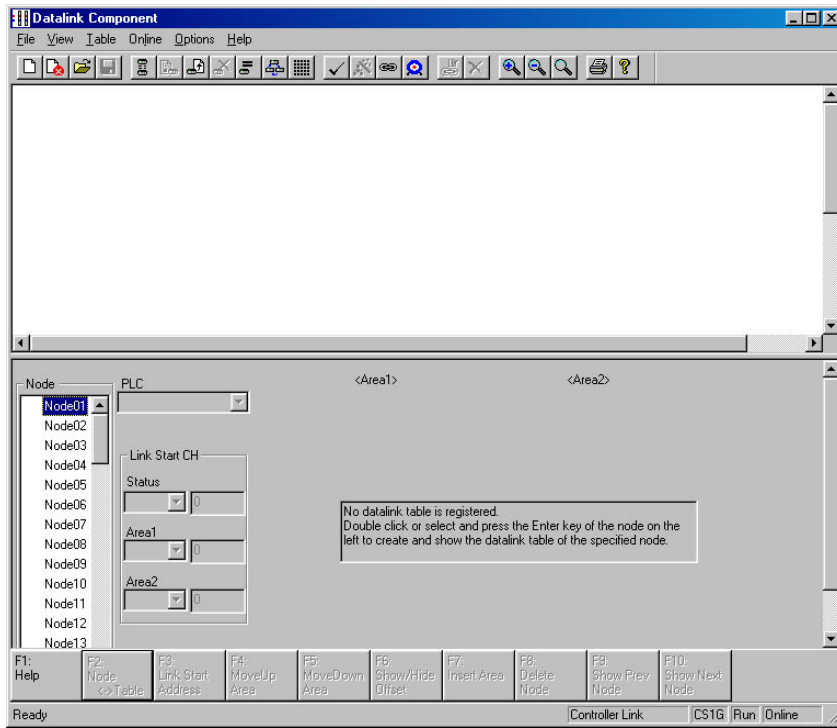 Datalink Component
File View Table Online Options Help
Node
PLC
<Area1>
<Area2>
Node01
Node02
Node03
Node04
Node05
Node06
Node07
Node08
Node09
Node10
Node11
Node12
Node13
Link Start CH
Status
0
Area1
0
Area2
0
No datalink table is registered.
Double click or select and press the Enter key of the node on the
left to create and show the datalink table of the specified node.
F1:
Help
F2:
Node
<->Table
F3:
Link Start
Address
F4:
MoveUp
Area
F5:
MoveDown
Area
F6:
Show/Hide
Offset
F7:
Insert Area
F8:
Delete
Node
F9:
Show Prev
Node
F10:
Show Next
Node
Ready
Controller Link
CS1G
Run
Online